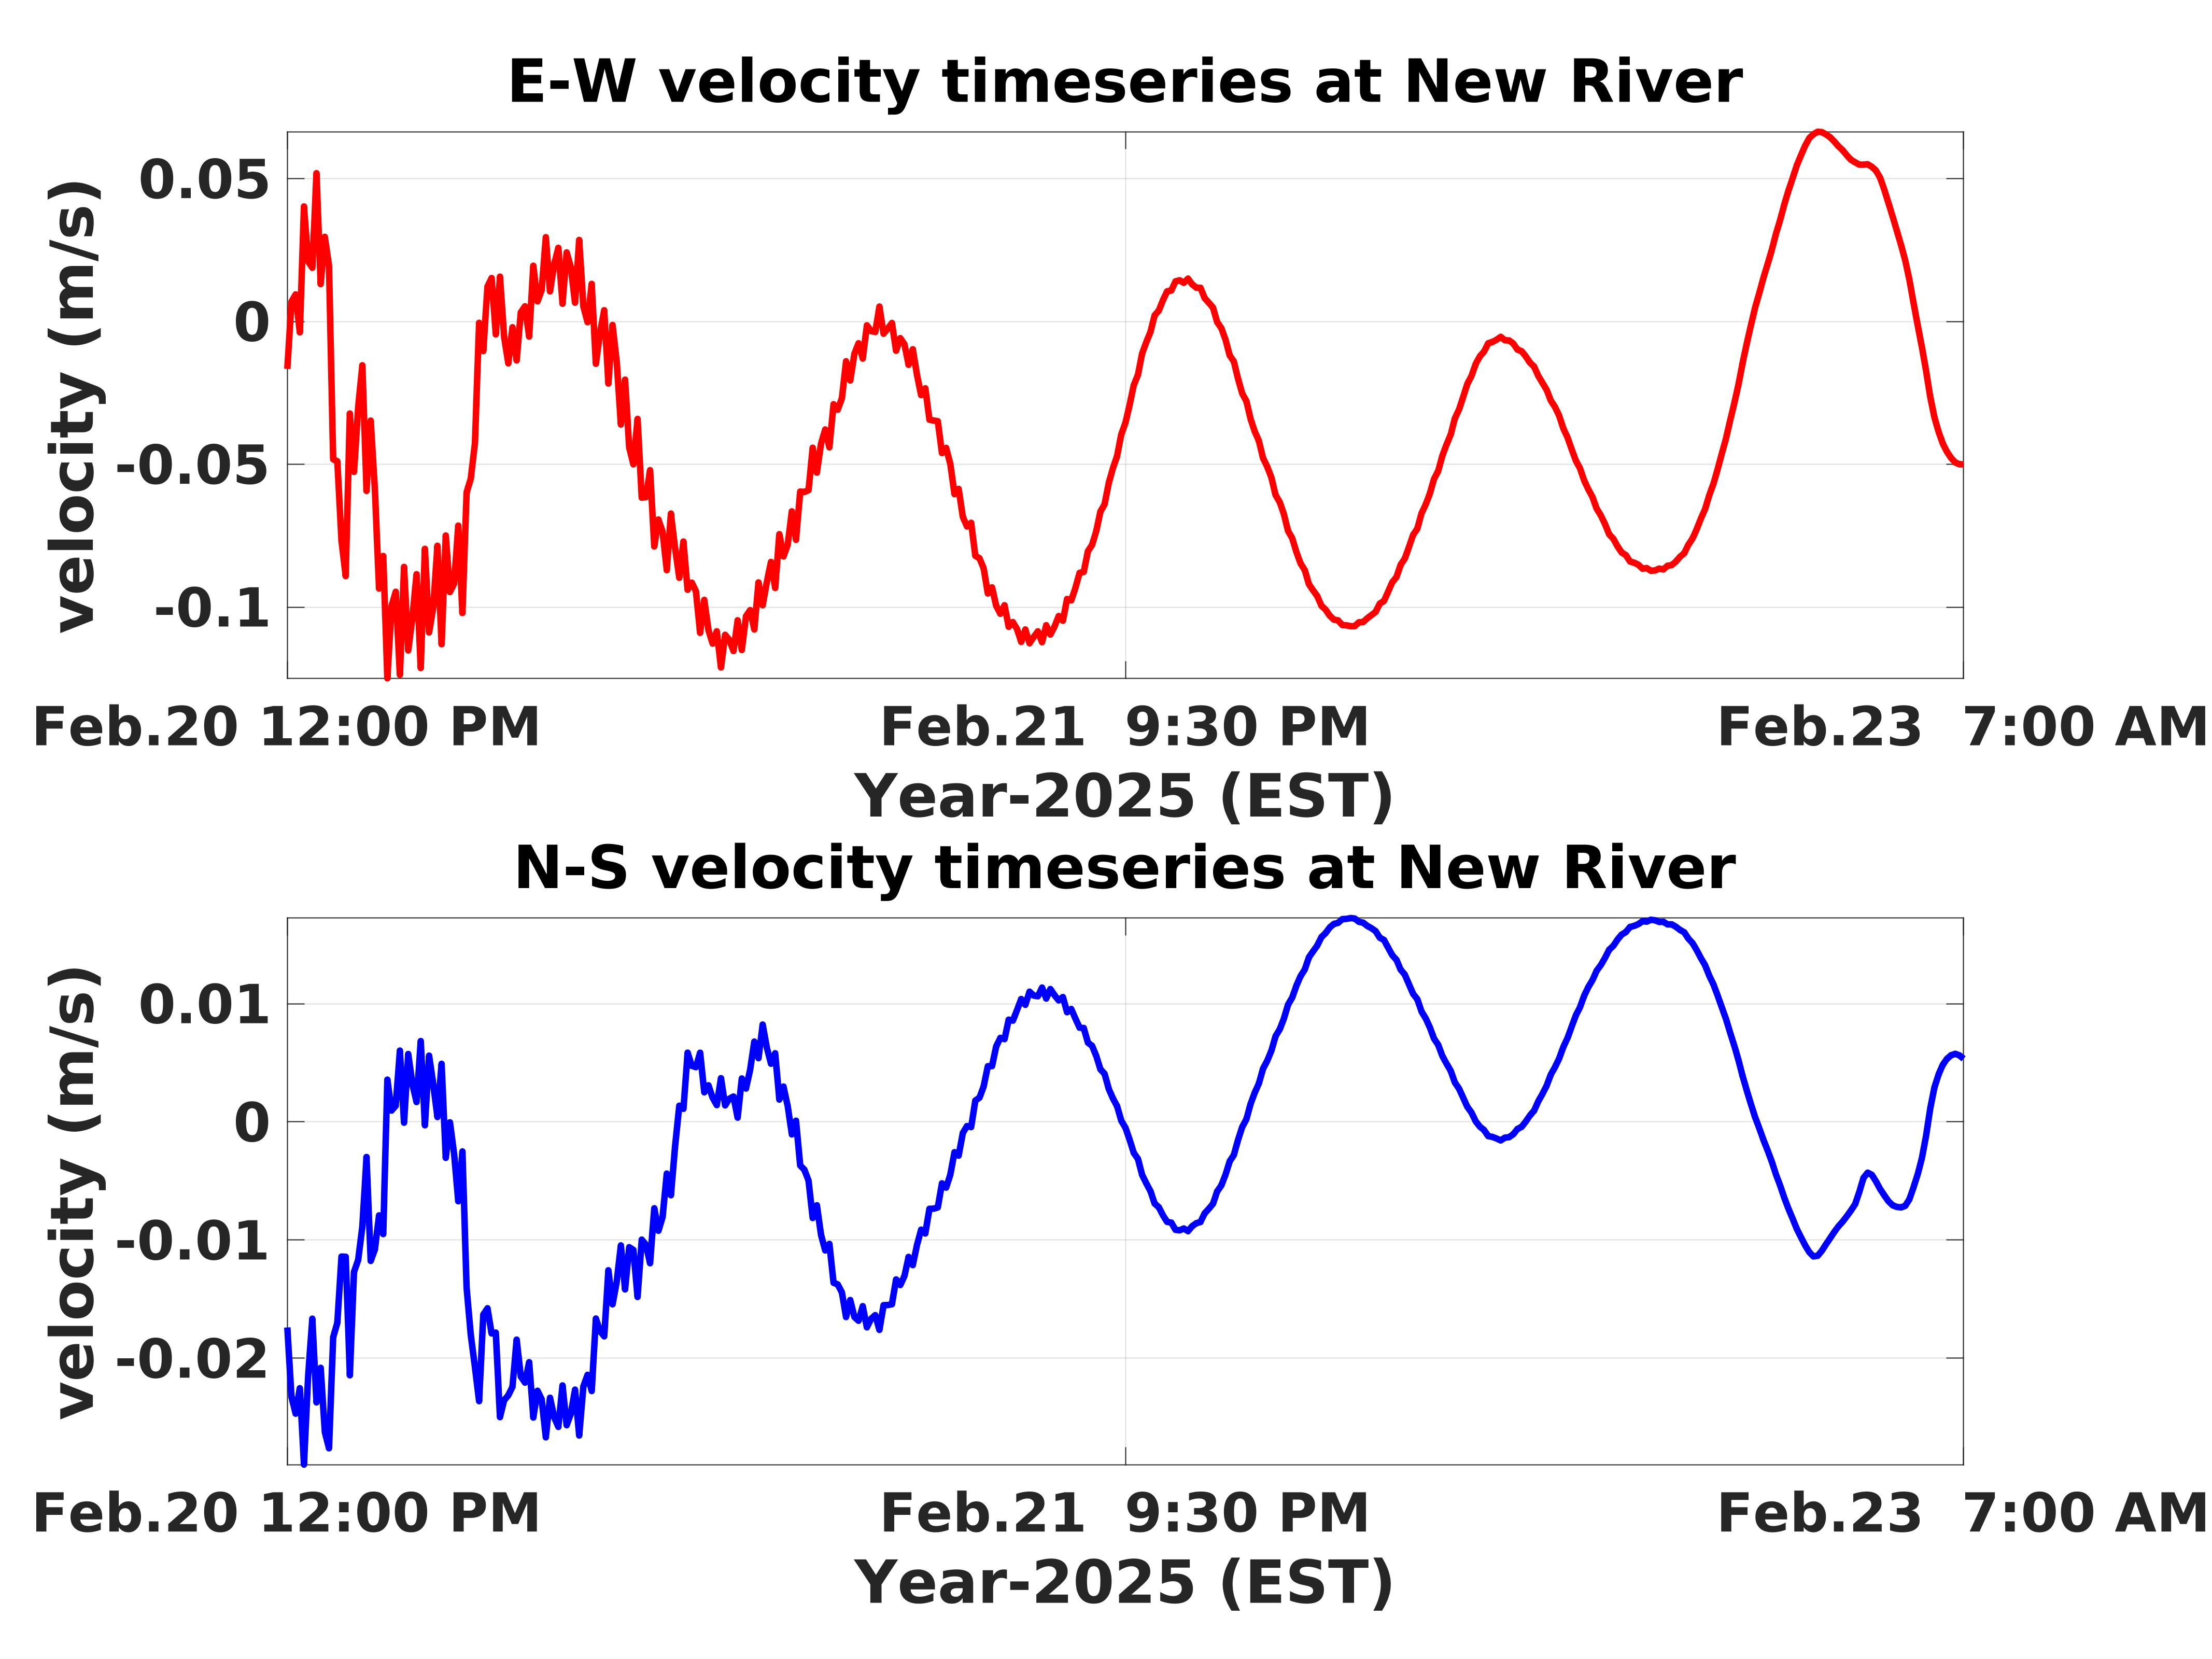 E-W velocity timeseries at New River
velocity (m/s)
0.05
0
-0.05
-0.1
Feb.20 12:00 PM Feb.21 9:30 PM Feb.23 7:00 AM
Year-2025 (EST)
N-S velocity timeseries at New River
velocity (m/s)
0.01
0
-0.01
-0.02
Feb.20 12:00 PM Feb.21 9:30 PM Feb.23 7:00 AM
Year-2025 (EST)